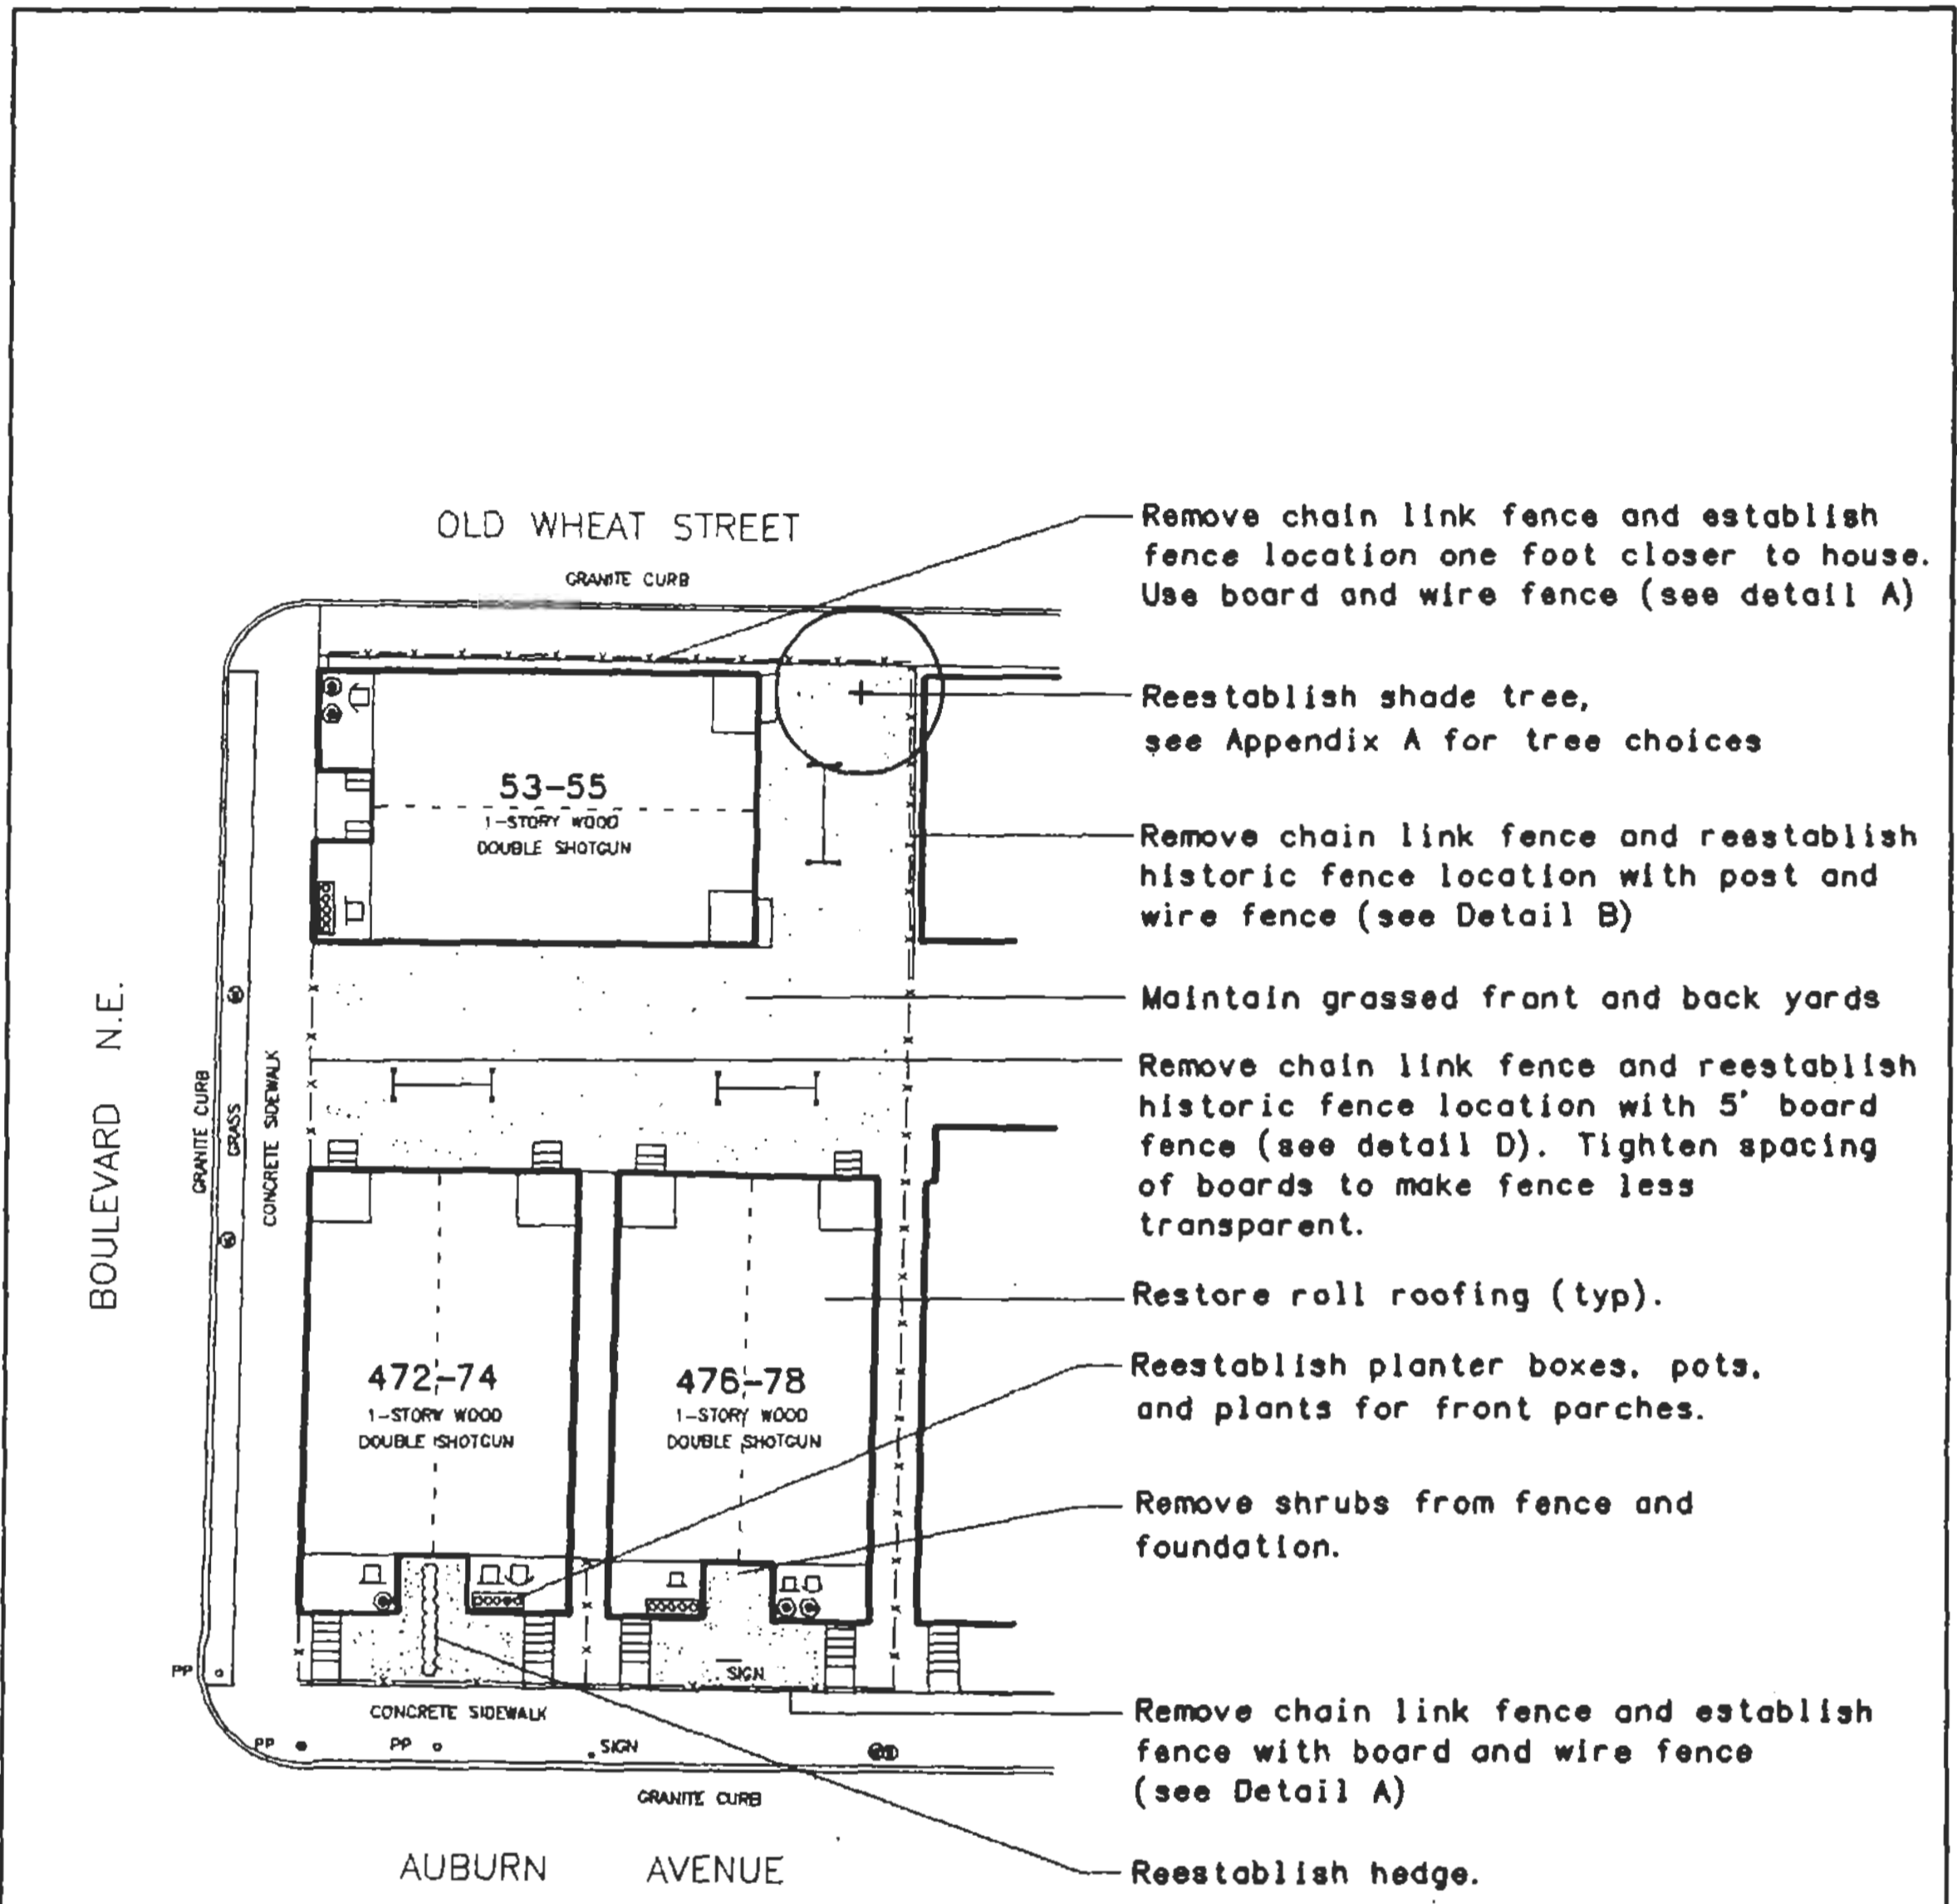 OLD WHEAT STREET
GRANITE CURB
Remove chain link fence and establish
fence location one foot closer to house.
Use board and wire fence (see detail A)
Reestablish shade tree,
see Appendix A for tree choices
53-55
1-STORY WOOD
DOUBLE SHOTGUN
Remove chain link fence and reestablish
historic fence location with post and
wire fence (see Detail B)
Maintain grassed front and back yards
BOULEVARD N.E.
GRANITE CURB
GRASS
CONCRETE SIDEWALK
Remove chain link fence and reestablish
historic fence location with 5' board
fence (see detail D). Tighten spacing
of boards to make fence less
transparent.
Restore roll roofing (typ).
472-74
1-STORY WOOD
DOUBLE SHOTGUN
476-78
1-STORY WOOD
DOUBLE SHOTGUN
Reestablish planter boxes, pots,
and plants for front parches.
Remove shrubs from fence and
foundation.
SIGN
PP
CONCRETE SIDEWALK
PP
PP
SIGN
Remove chain link fence and establish
fence with board and wire fence
(see Detail A)
GRANITE CURB
AUBURN AVENUE
Reestablish hedge.